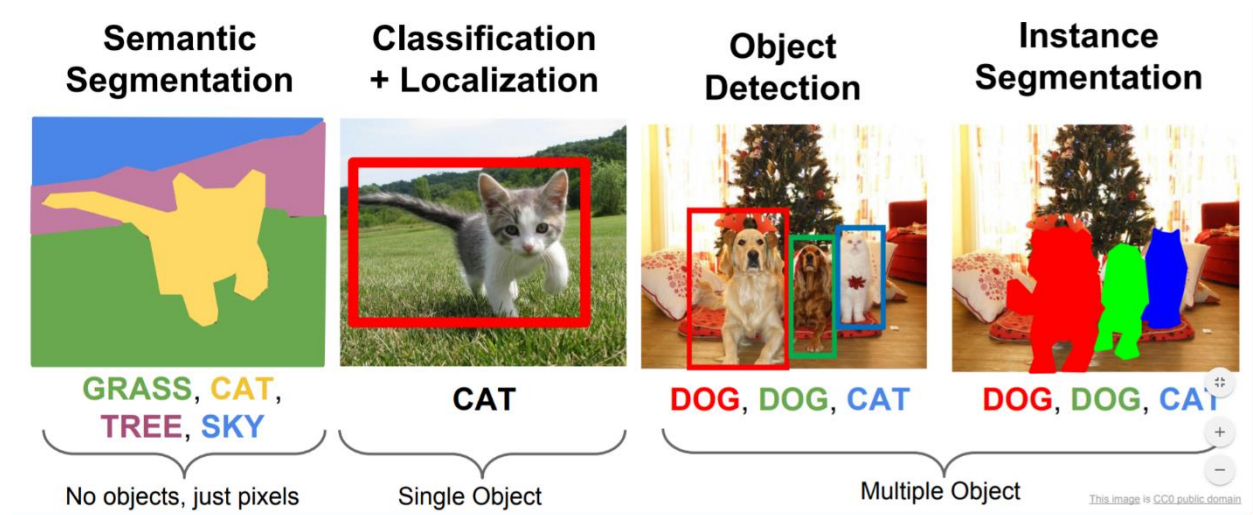 Semantic
Segmentation
Classification
+ Localization
Object
Detection
Instance
Segmentation
GRASS, CAT,
TREE, SKY
CAT
DOG, DOG, CAT
DOG, DOG, CAT
No objects, just pixels
Single Object
Multiple Object
This image is CC0 public domain